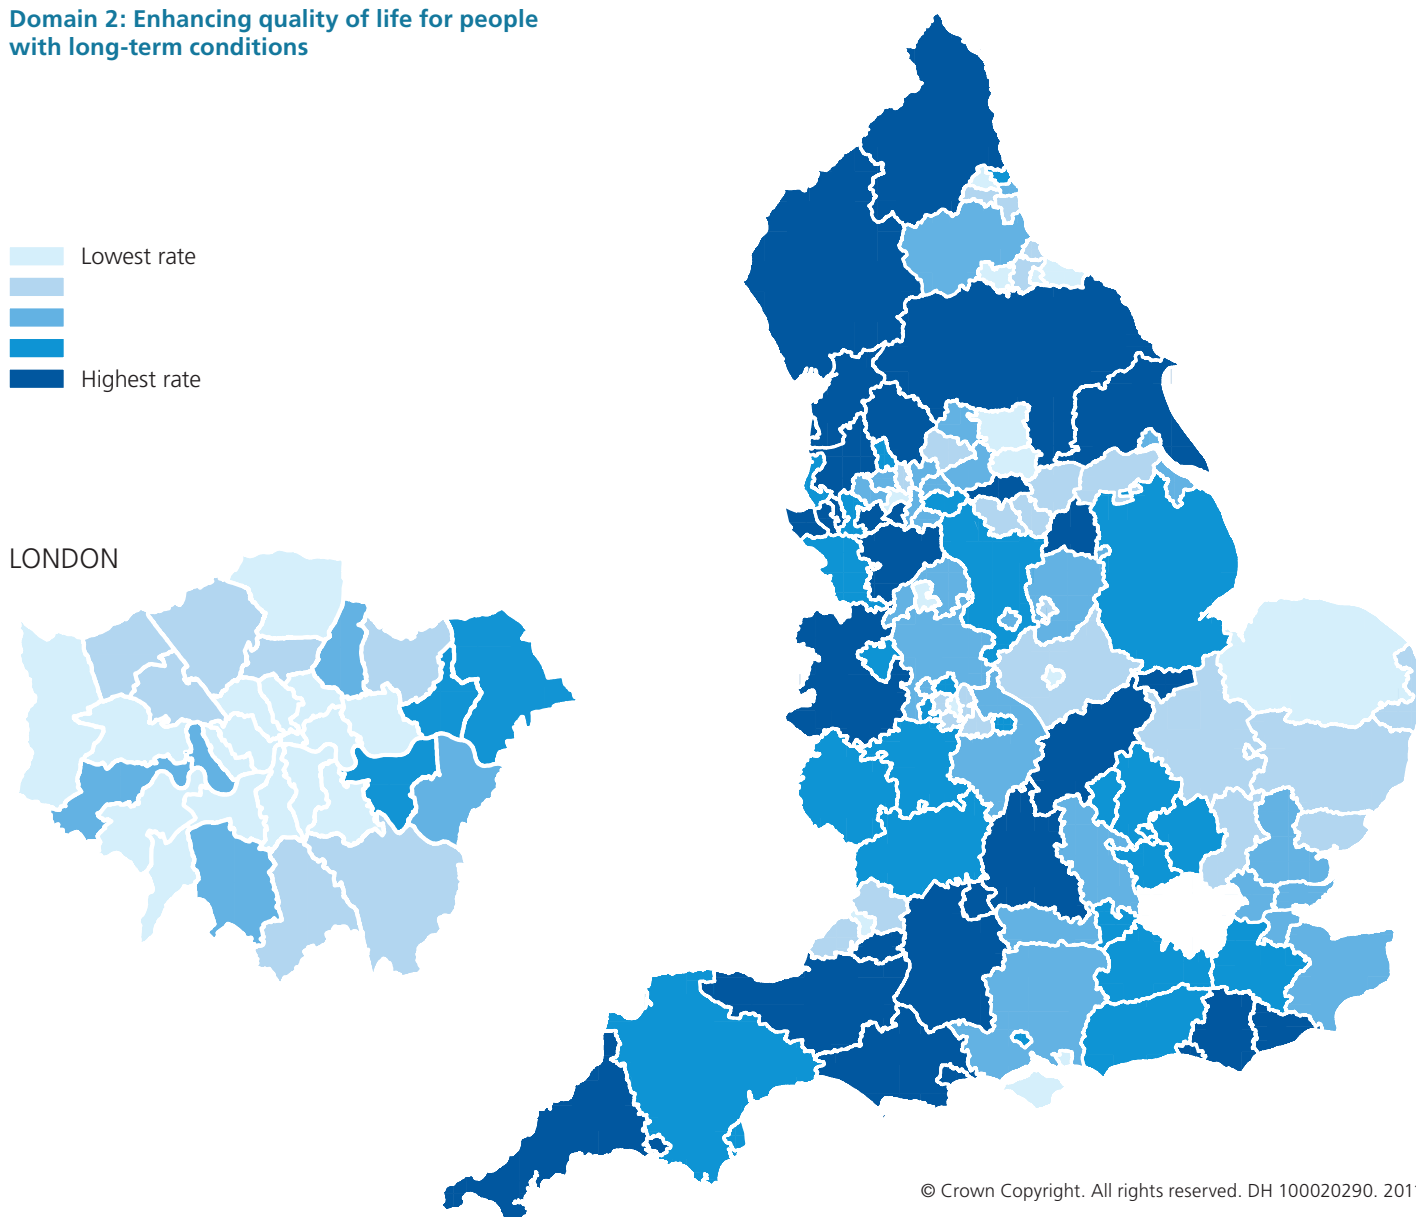 Domain 2: Enhancing quality of life for people
with long-term conditions
Lowest rate
Highest rate
LONDON
© Crown Copyright. All rights reserved. DH 100020290. 2011